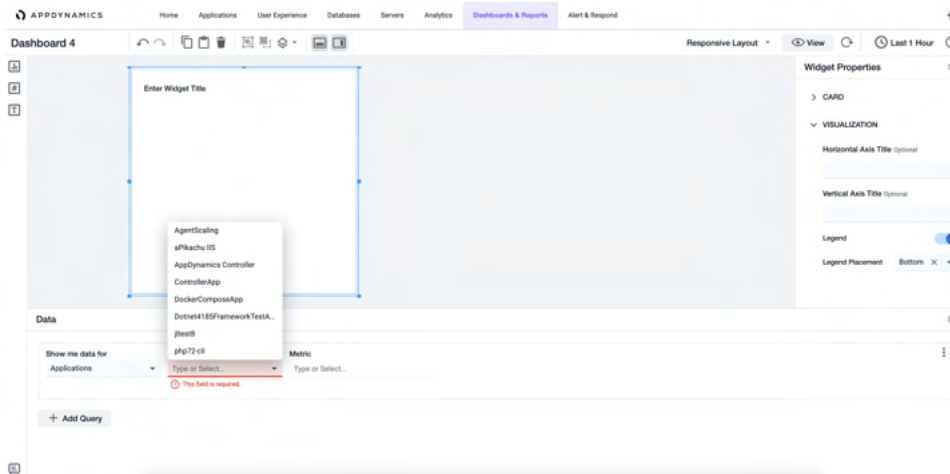 APPDYNAMICS Home Applications User Experience Databases Servers Analytics Dashboards & Reports Alert & Respond
Dashboard 4 Responsive Layout View Last 1 Hour
Widget Properties
Enter Widget Title
CARD
VISUALIZATION
Horizontal Axis Title Optional
Vertical Axis Title Optional
Legend
Legend Placement Bottom
AgentScaling
aPikachu IIS
AppDynamics Controller
ControllerApp
DockerComposeApp
Dotnet4185FrameworkTestA...
jltest8
php72-cli
Data
Show me data for Metric
Applications Type or Select... Type or Select...
This field is required.
+ Add Query